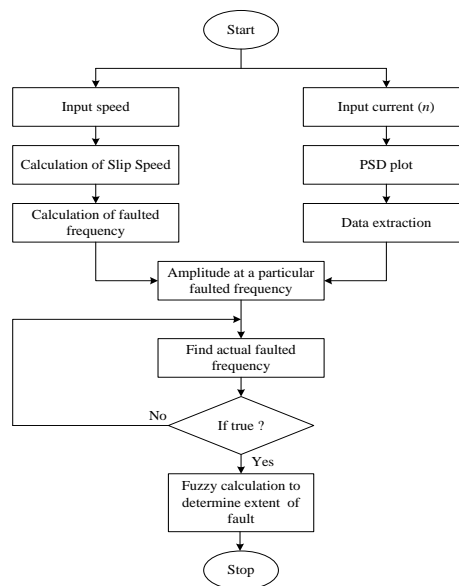 Start
Input speed
Input current (n)
Calculation of Slip Speed
PSD plot
Calculation of faulted
frequency
Data extraction
Amplitude at a particular
faulted frequency
Find actual faulted
frequency
No
If true ?
Yes
Fuzzy calculation to
determine extent of
fault
Stop